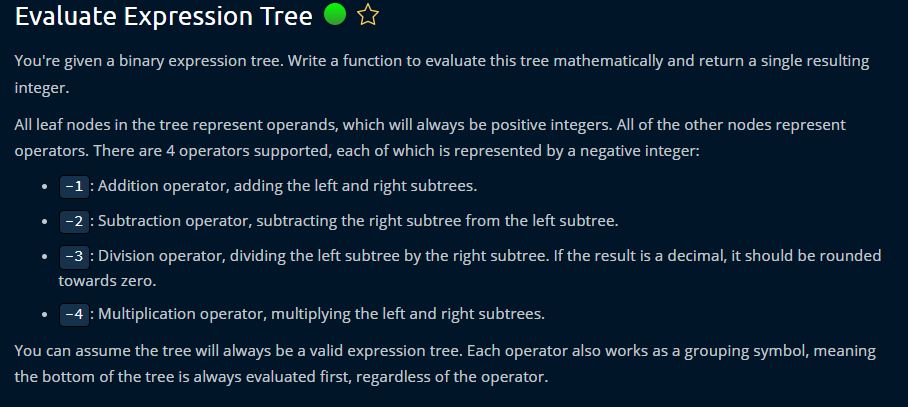 Evaluate Expression Tree
You're given a binary expression tree. Write a function to evaluate this tree mathematically and return a single resulting
integer.
All leaf nodes in the tree represent operands, which will always be positive integers. All of the other nodes represent
operators. There are 4 operators supported, each of which is represented by a negative integer:
• -1: Addition operator, adding the left and right subtrees.
• -2: Subtraction operator, subtracting the right subtree from the left subtree.
• -3: Division operator, dividing the left subtree by the right subtree. If the result is a decimal, it should be rounded
towards zero.
• -4: Multiplication operator, multiplying the left and right subtrees.
You can assume the tree will always be a valid expression tree. Each operator also works as a grouping symbol, meaning
the bottom of the tree is always evaluated first, regardless of the operator.